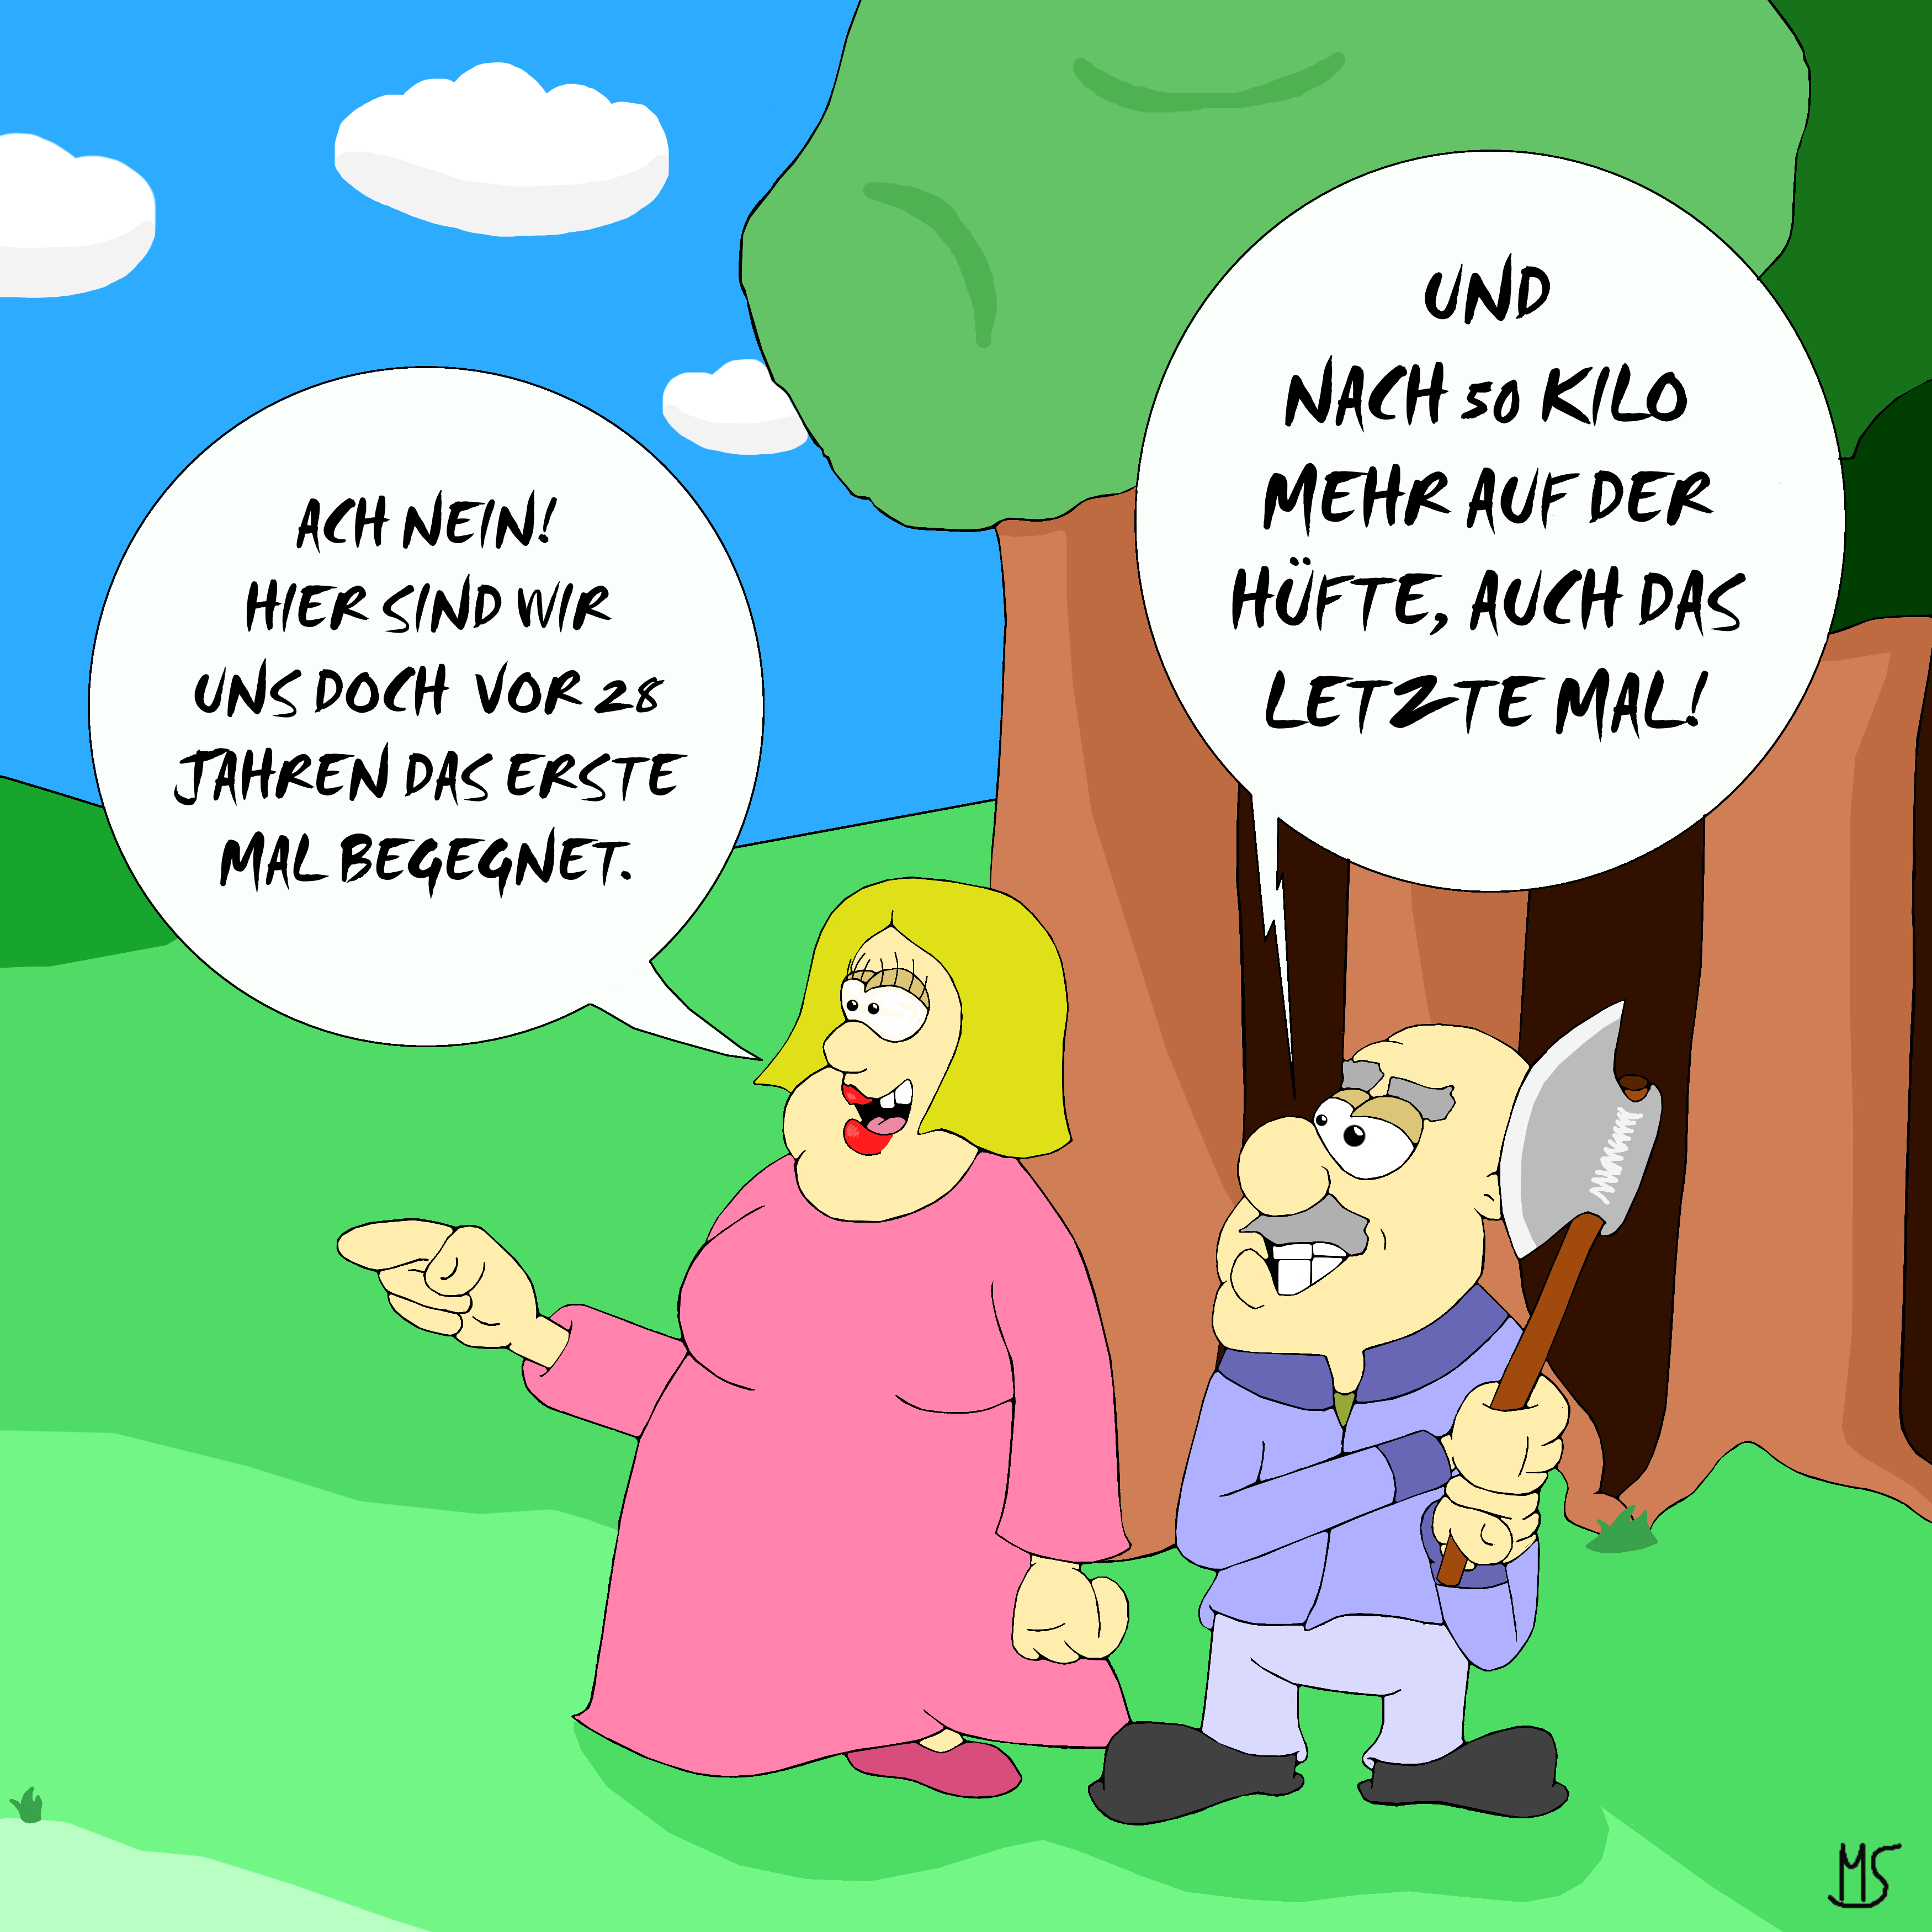 ACH NEIN!
HIER SIND WIR
UNS DOCH VOR 28
JAHREN DAS ERSTE
MAL BEGEGNET.
UND
NACH 50 KILO
MEHR AUF DER
HÜFTE, AUCH DAS
LETZTE MAL!
MS